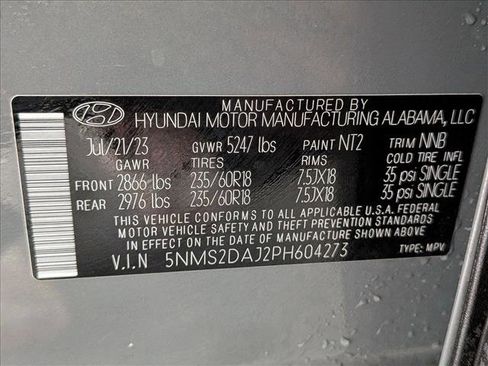 MANUFACTURED BY
HYUNDAI MOTOR MANUFACTURING ALABAMA, LLC
JUL/21/23 GVWR 5247 lbs PAINT NT2 TRIM NNB
GAWR TIRES RIMS COLD TIRE INFL
FRONT 2866 lbs 235/60R18 7.5JX18 35 psi SINGLE
REAR 2976 lbs 235/60R18 7.5JX18 35 psi SINGLE
THIS VEHICLE CONFORMS TO ALL APPLICABLE U.S.A. FEDERAL
MOTOR VEHICLE SAFETY AND THEFT PREVENTION STANDARDS
IN EFFECT ON THE DATE OF MANUFACTURE SHOWN ABOVE.
V.I.N 5NMS2DAJ2PH604273 TYPE: MPV